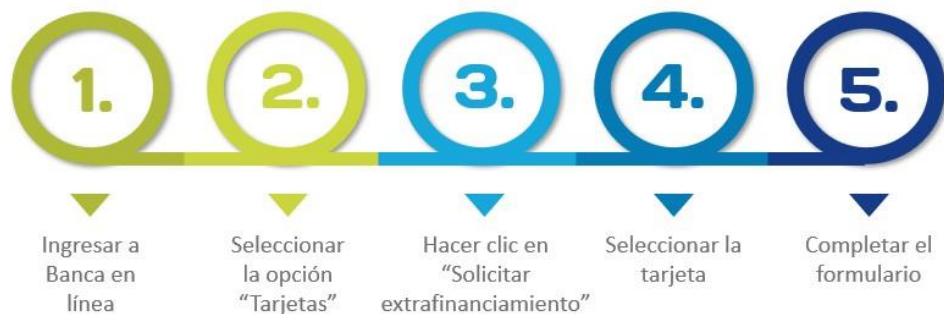 1.
2.
3.
4.
5.
Ingresar a
Banca en
línea
Seleccionar
la opción
“Tarjetas”
Hacer clic en
“Solicitar
extrafinanciamiento”
Seleccionar la
tarjeta
Completar el
formulario